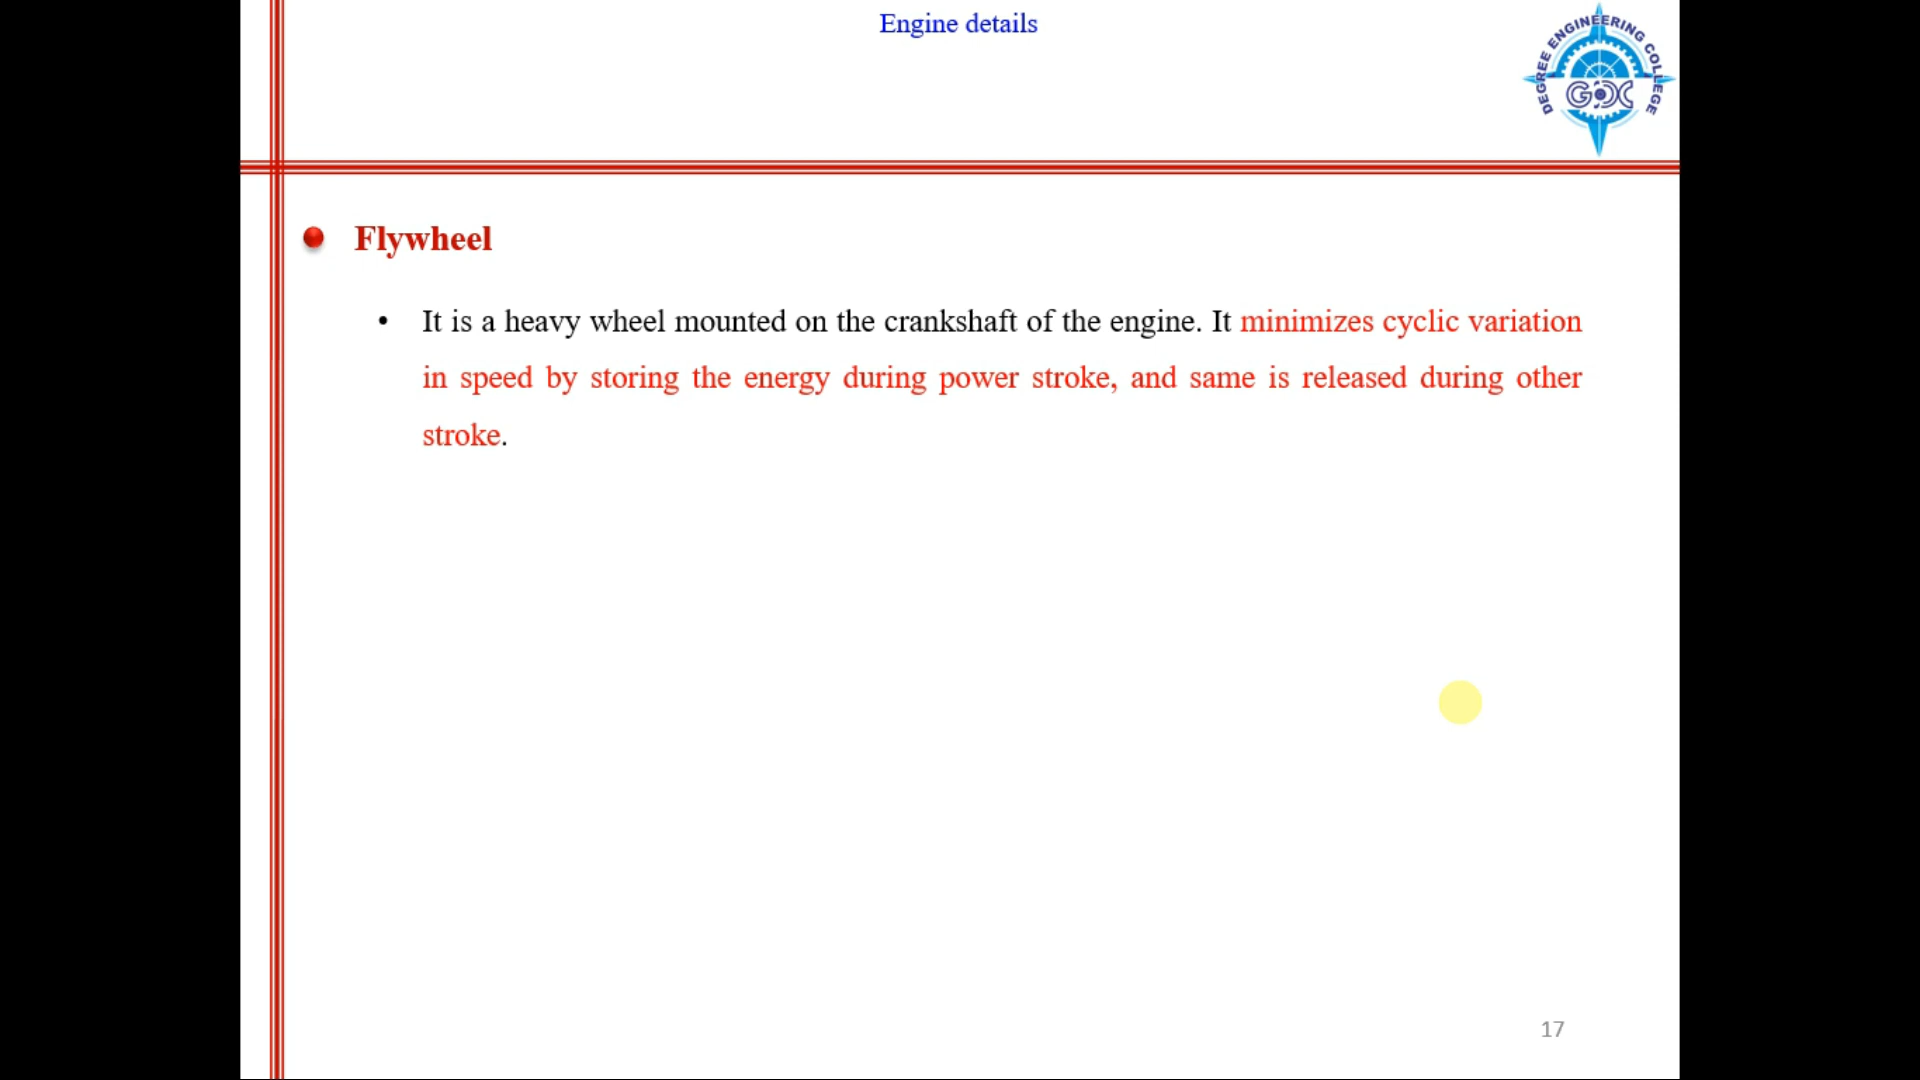 Engine details
DEGREE ENGINEERING COLLEGE
GEC
Flywheel
• It is a heavy wheel mounted on the crankshaft of the engine. It minimizes cyclic variation
in speed by storing the energy during power stroke, and same is released during other
stroke.
17